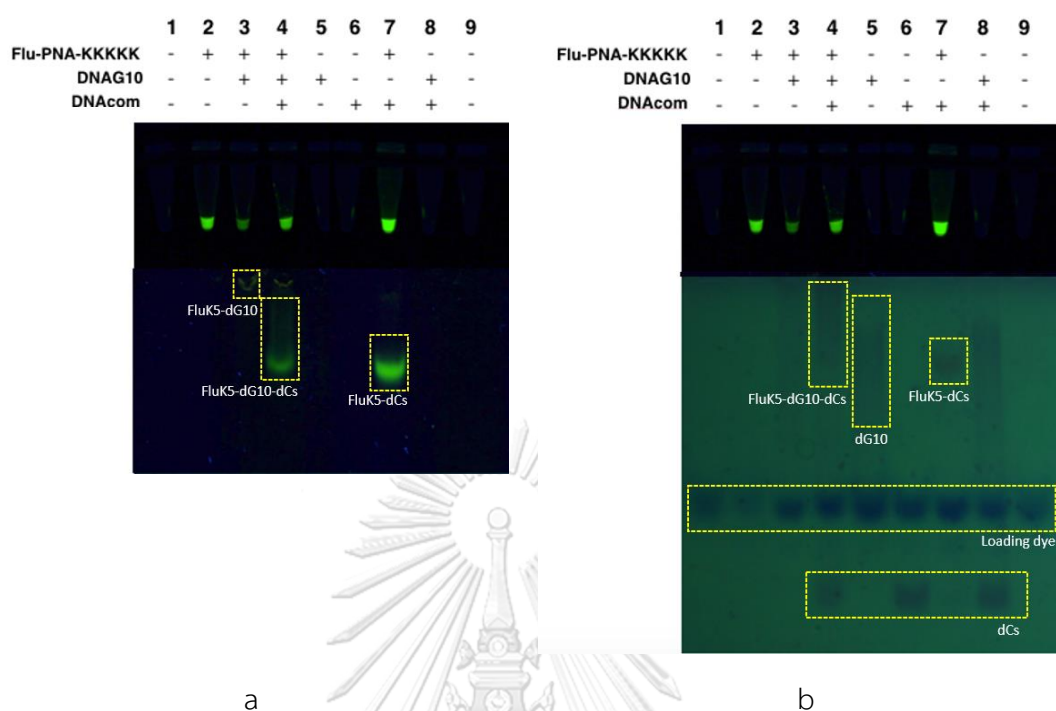 1 2 3 4 5 6 7 8 9
Flu-PNA-KKKKK - + + + - - + - -
DNAG10 - - + + + - - + -
DNAcom - - - + - + + + -
FluK5-dG10
FluK5-dG10-dCs
FluK5-dCs
a
1 2 3 4 5 6 7 8 9
Flu-PNA-KKKKK - + + + - - + - -
DNAG10 - - + + + - - + -
DNAcom - - - + - + + + -
FluK5-dG10-dCs
dG10
FluK5-dCs
Loading dye
dCs
b